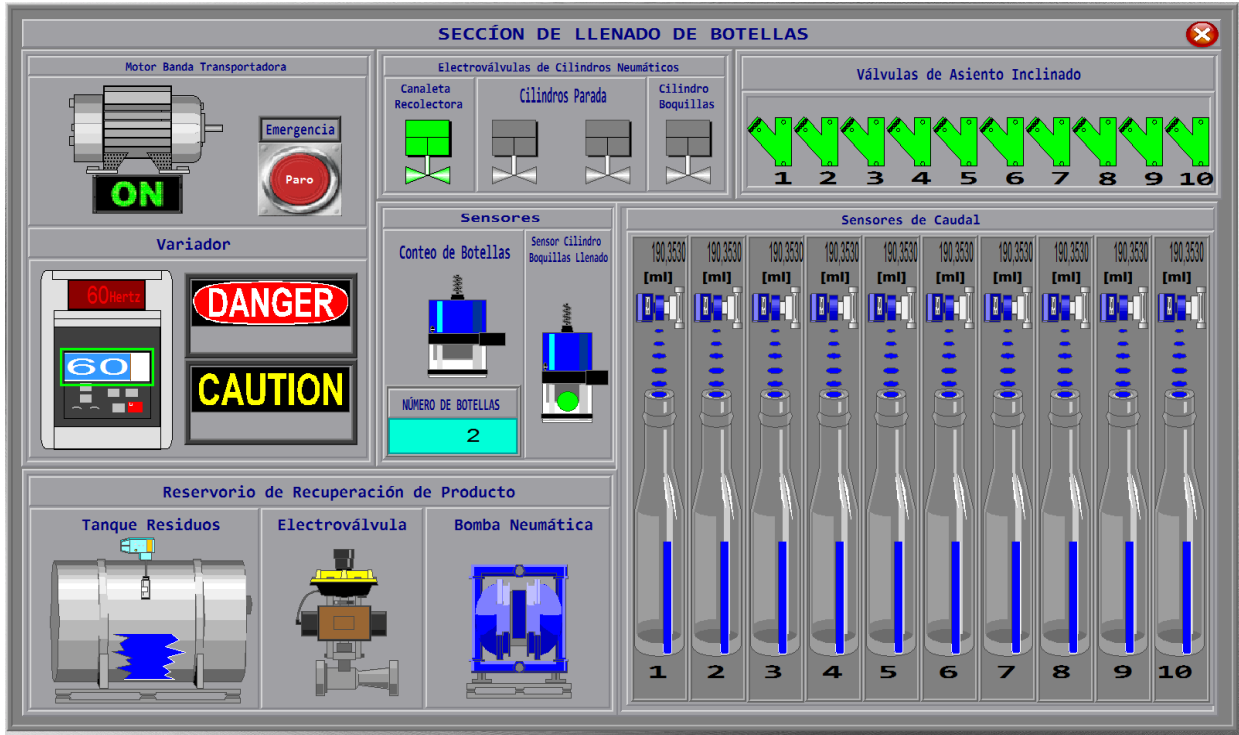 SECCÍON DE LLENADO DE BOTELLAS
Motor Banda Transportadora
Emergencia
Paro
ON
Electroválvulas de Cilindros Neumáticos
Canaleta
Recolectora
Cilindros Parada
Cilindro
Boquillas
Válvulas de Asiento Inclinado
1 2 3 4 5 6 7 8 9 10
Variador
60Hertz
60
DANGER
CAUTION
Sensores
Conteo de Botellas
Sensor Cilindro
Boquillas Llenado
NÚMERO DE BOTELLAS
2
Sensores de Caudal
190,3530 190,3530 190,3530 190,3530 190,3530 190,3530 190,3530 190,3530 190,3530 190,3530
[ml] [ml] [ml] [ml] [ml] [ml] [ml] [ml] [ml] [ml]
1 2 3 4 5 6 7 8 9 10
Reservorio de Recuperación de Producto
Tanque Residuos
Electroválvula
Bomba Neumática